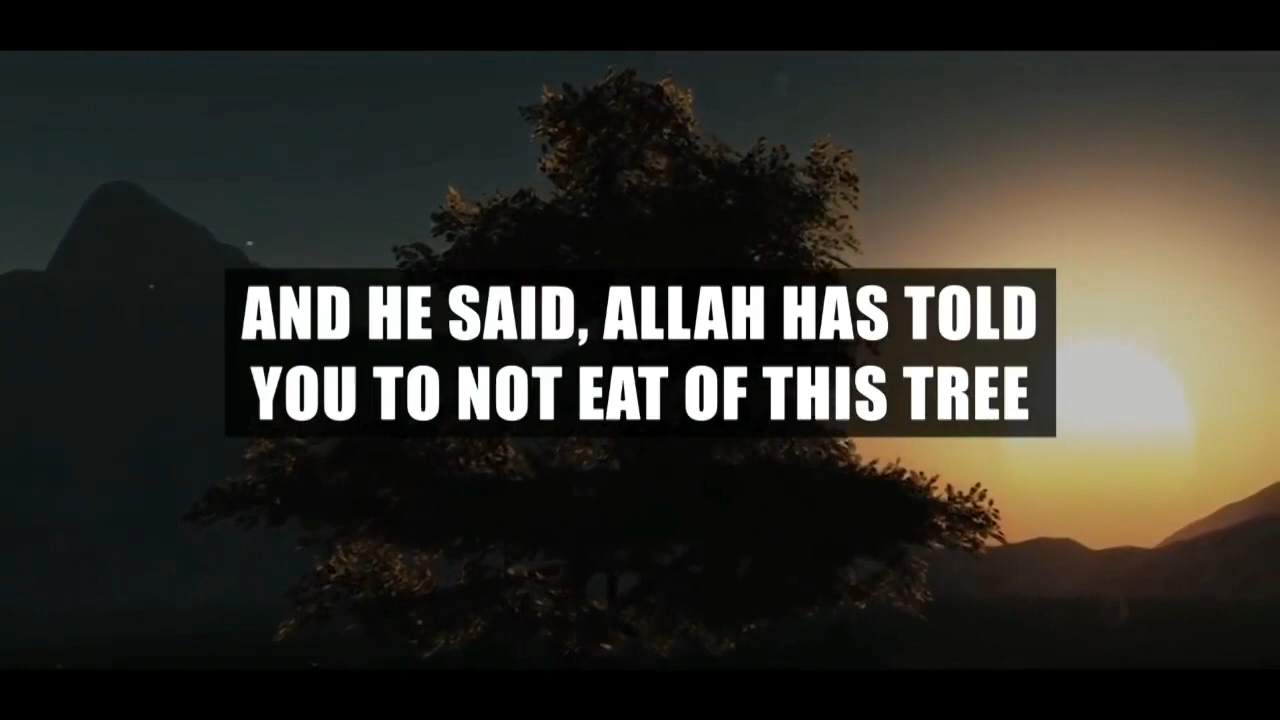 AND HE SAID, ALLAH HAS TOLD
YOU TO NOT EAT OF THIS TREE